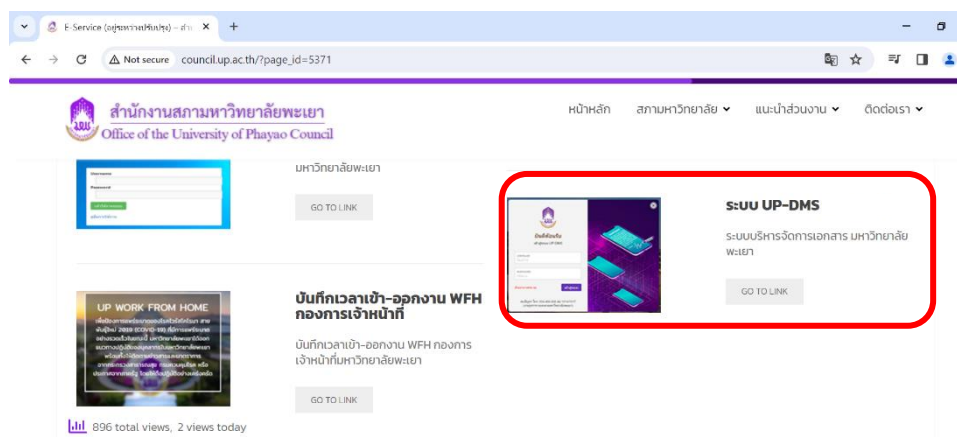 E-Service (อยู่ระหว่างปรับปรุง) – สำน
Not secure
council.up.ac.th/?page_id=5371
สำนักงานสภามหาวิทยาลัยพะเยา
Office of the University of Phayao Council
หน้าหลัก สภามหาวิทยาลัย แนะนำส่วนงาน ติดต่อเรา
มหาวิทยาลัยพะเยา
GO TO LINK
ระบบ UP-DMS
ระบบบริหารจัดการเอกสาร มหาวิทยาลัย
พะเยา
GO TO LINK
UP WORK FROM HOME
บันทึกเวลาเข้า-ออกงาน WFH
กองการเจ้าหน้าที่
บันทึกเวลาเข้า-ออกงาน WFH กองการ
เจ้าหน้าที่มหาวิทยาลัยพะเยา
GO TO LINK
896 total views, 2 views today